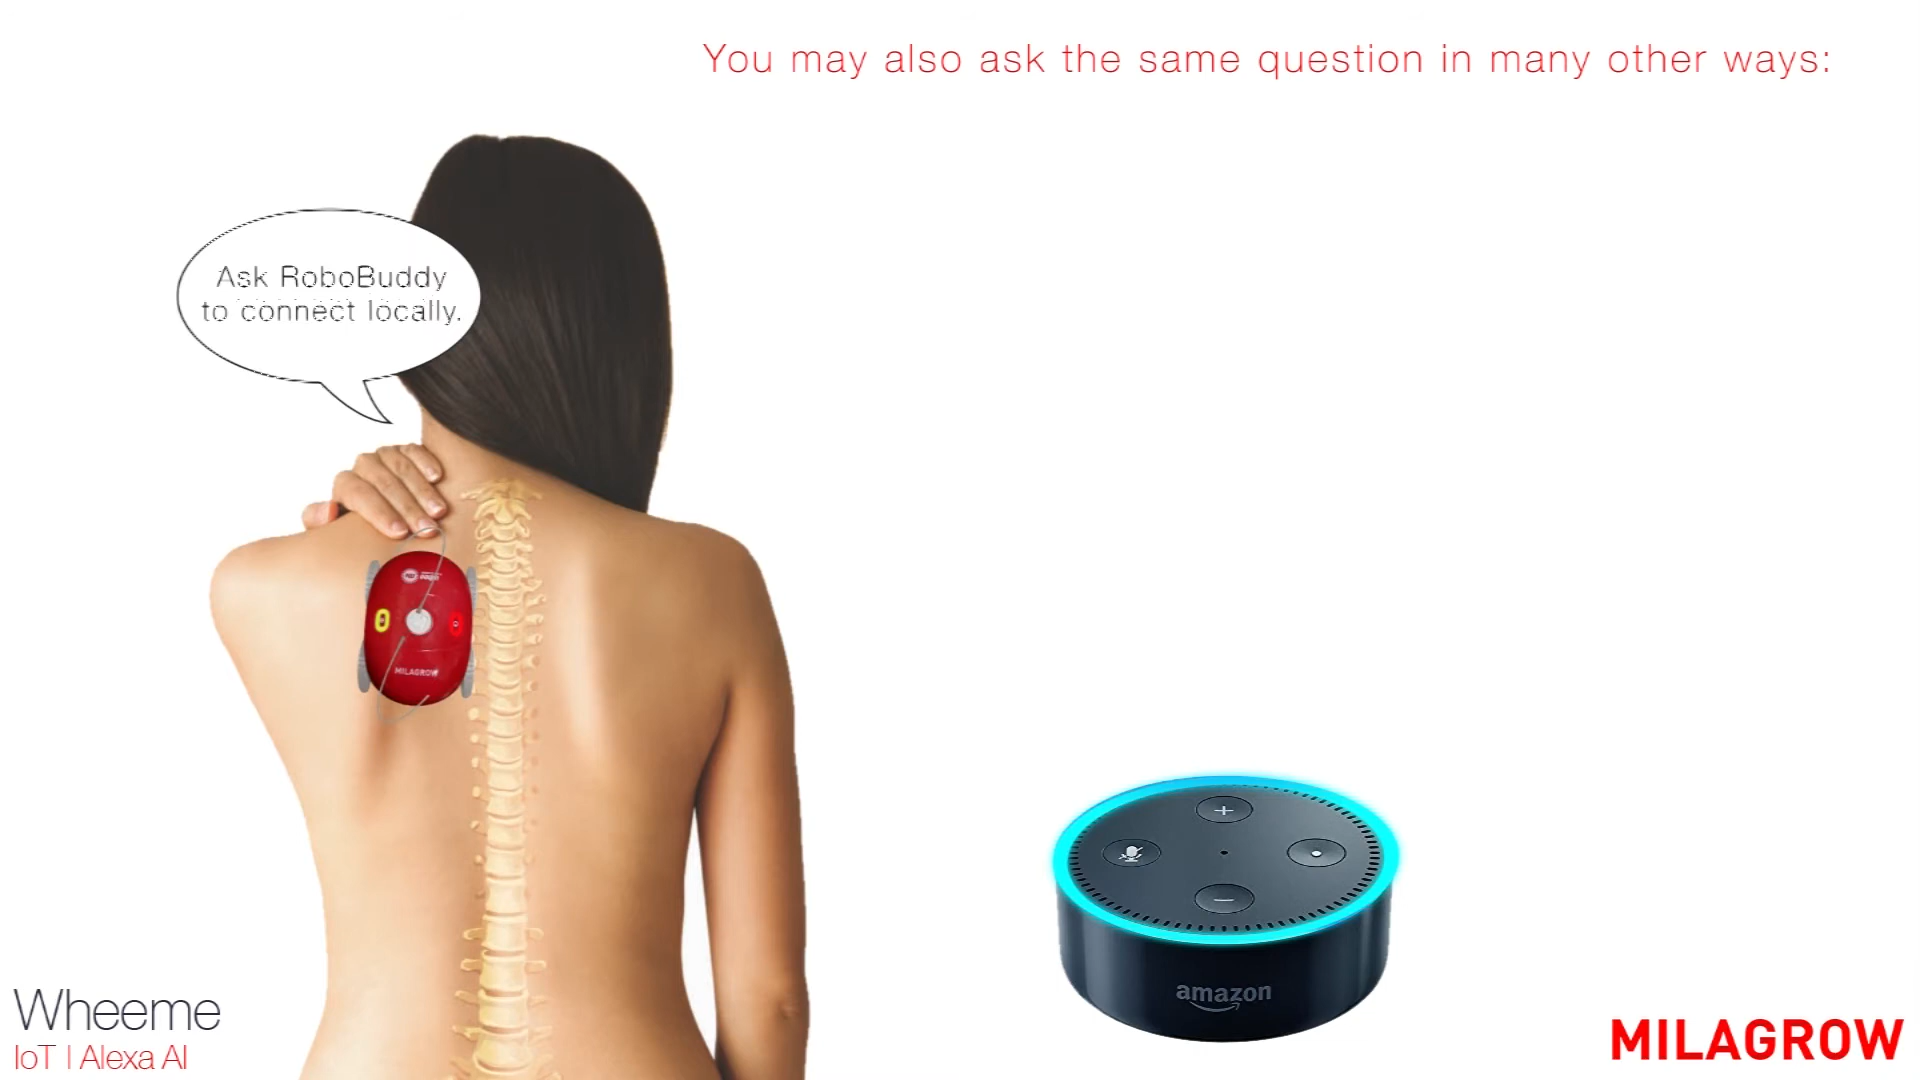 You may also ask the same question in many other ways:
Ask RoboBuddy
to connect locally.
MILAGROW
amazon
Wheeme
IoT | Alexa AI
MILAGROW